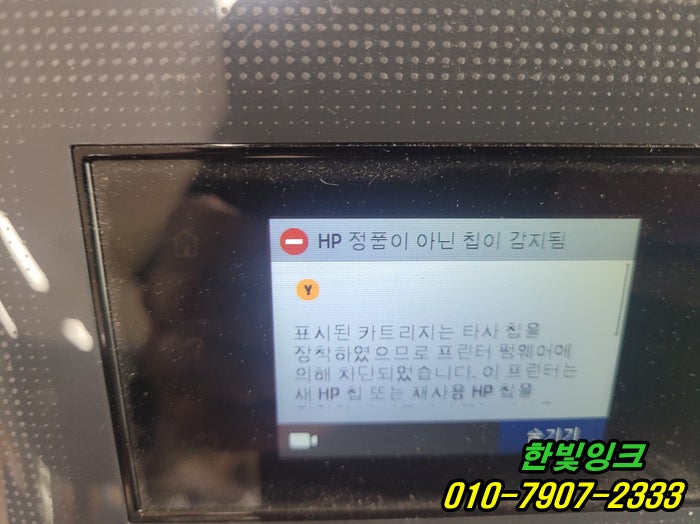 HP 정품이 아닌 칩이 감지됨
Y
표시된 카트리지는 타사 칩을
장착하였으므로 프린터 펌웨어에
의해 차단되었습니다. 이 프린터는
새 HP 칩 또는 재사용 HP 칩을
숨기기
한빛잉크
010-7907-2333